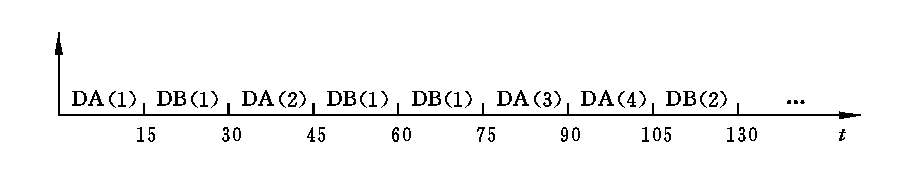 DA(1) DB(1) DA(2) DB(1) DB(1) DA(3) DA(4) DB(2) ...
15 30 45 60 75 90 105 130 t